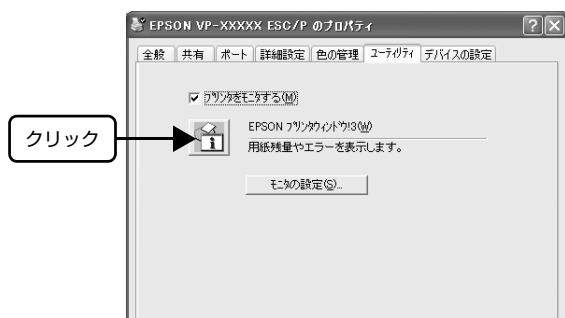 EPSON VP-XXXXX ESC/P のプロパティ
全般 共有 ポート 詳細設定 色の管理 ユーティリティ デバイスの設定
プリンタをモニタする(M)
クリック
EPSON プリンタウィンドウ!3(W)
用紙残量やエラーを表示します。
モニタの設定(S)...